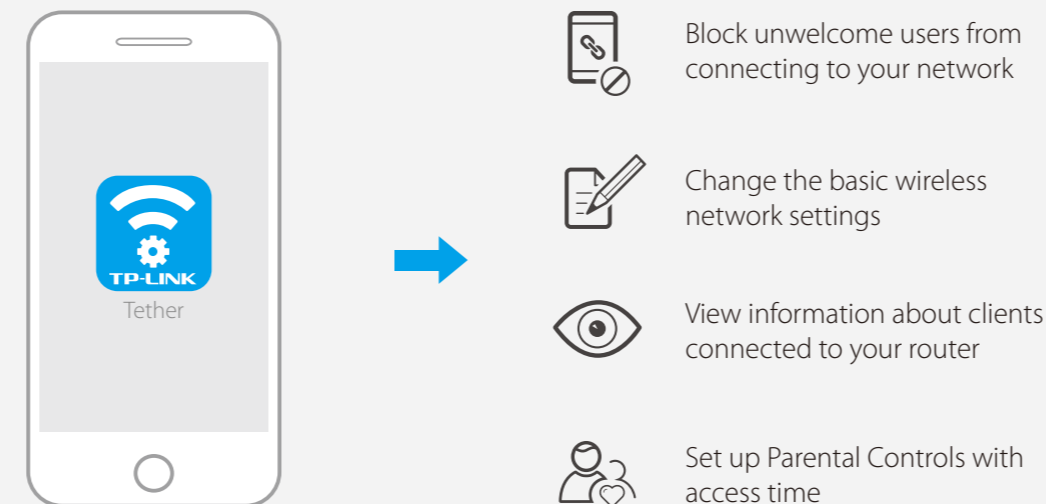 TP-LINK
Tether
Block unwelcome users from
connecting to your network
Change the basic wireless
network settings
View information about clients
connected to your router
Set up Parental Controls with
access time